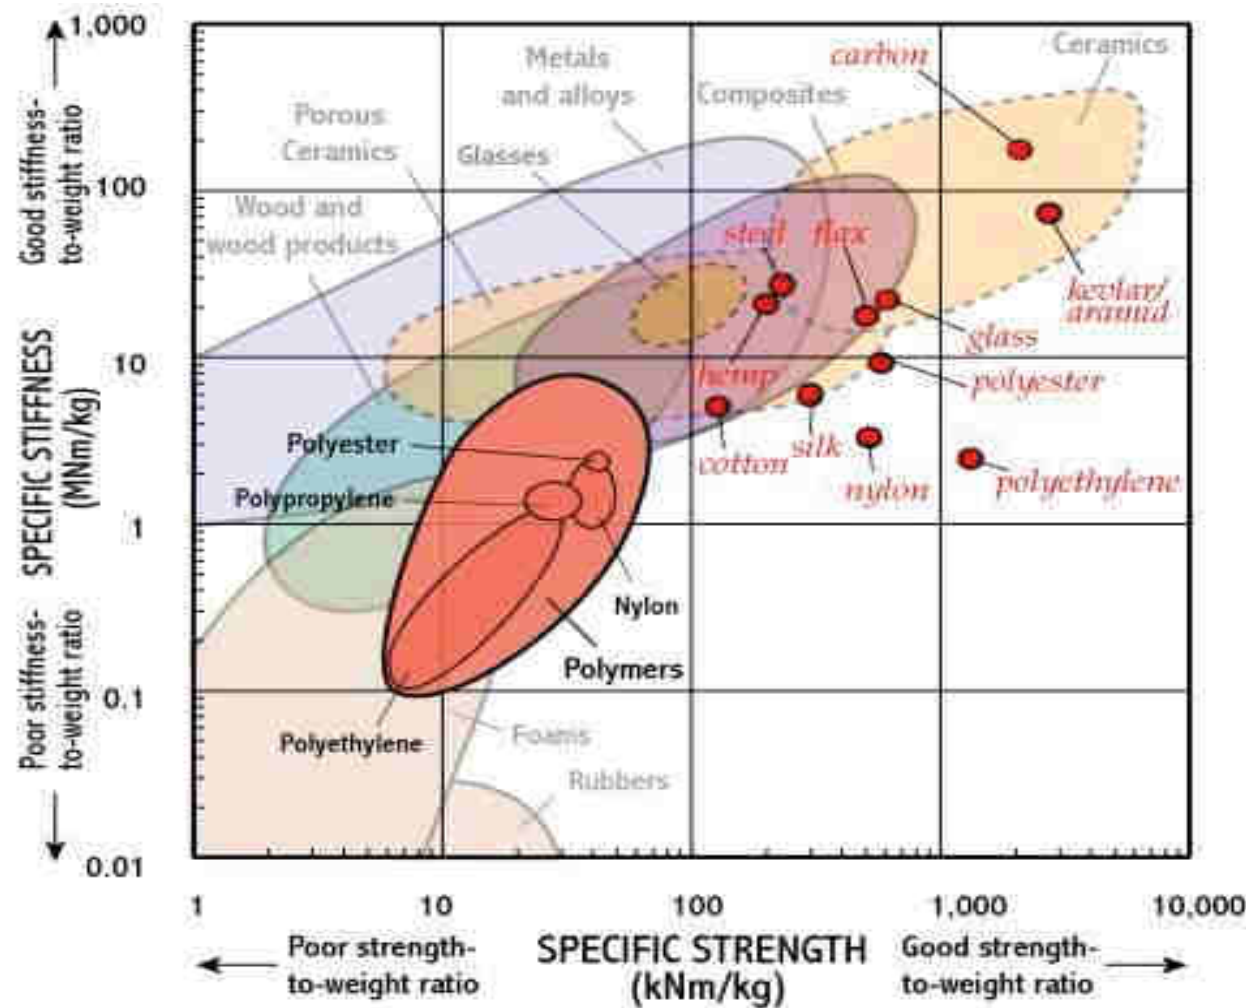 1,000
100
10
1
0.1
0.01
Good stiffness-
to-weight ratio
SPECIFIC STIFFNESS
(MNm/kg)
Poor stiffness-
to-weight ratio
Metals
and alloys
Porous
Ceramics
Glasses
Composites
Ceramics
carbon
Wood and
wood products
steel
flax
kevlar/
aramid
glass
hemp
polyester
cotton
silk
nylon
polyethylene
Polyester
Polypropylene
Nylon
Polymers
Polyethylene
Foams
Rubbers
1
10
100
1,000
10,000
Poor strength-
to-weight ratio
SPECIFIC STRENGTH
(kNm/kg)
Good strength-
to-weight ratio